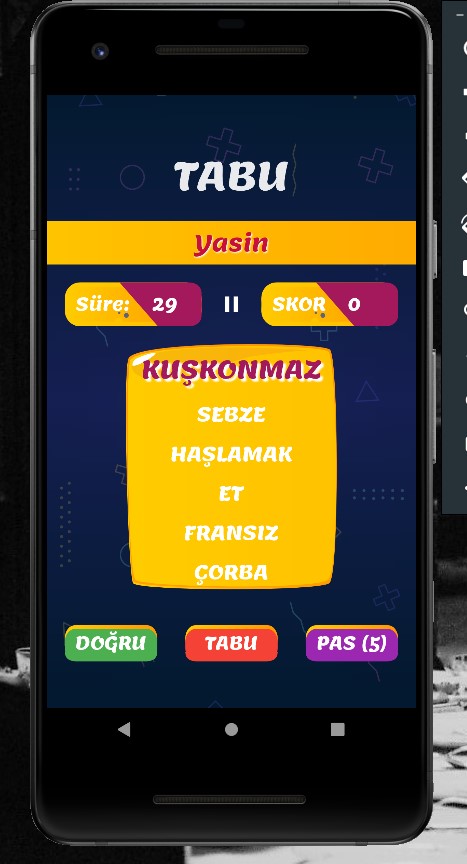 TABU
Yasin
Süre: 29 SKOR 0
KUŞKONMAZ
SEBZE
HAŞLAMAK
ET
FRANSIZ
ÇORBA
DOĞRU TABU PAS (5)